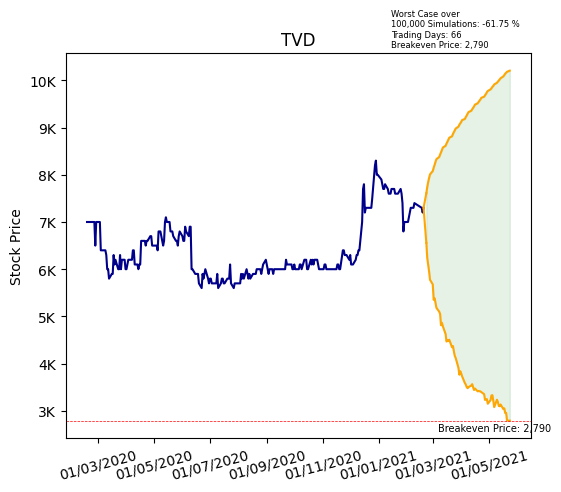 Worst Case over
100,000 Simulations: -61.75 %
Trading Days: 66
Breakeven Price: 2,790
TVD
Stock Price
10K
9K
8K
7K
6K
5K
4K
3K
Breakeven Price: 2,790
01/03/2020
01/05/2020
01/07/2020
01/09/2020
01/11/2020
01/01/2021
01/03/2021
01/05/2021